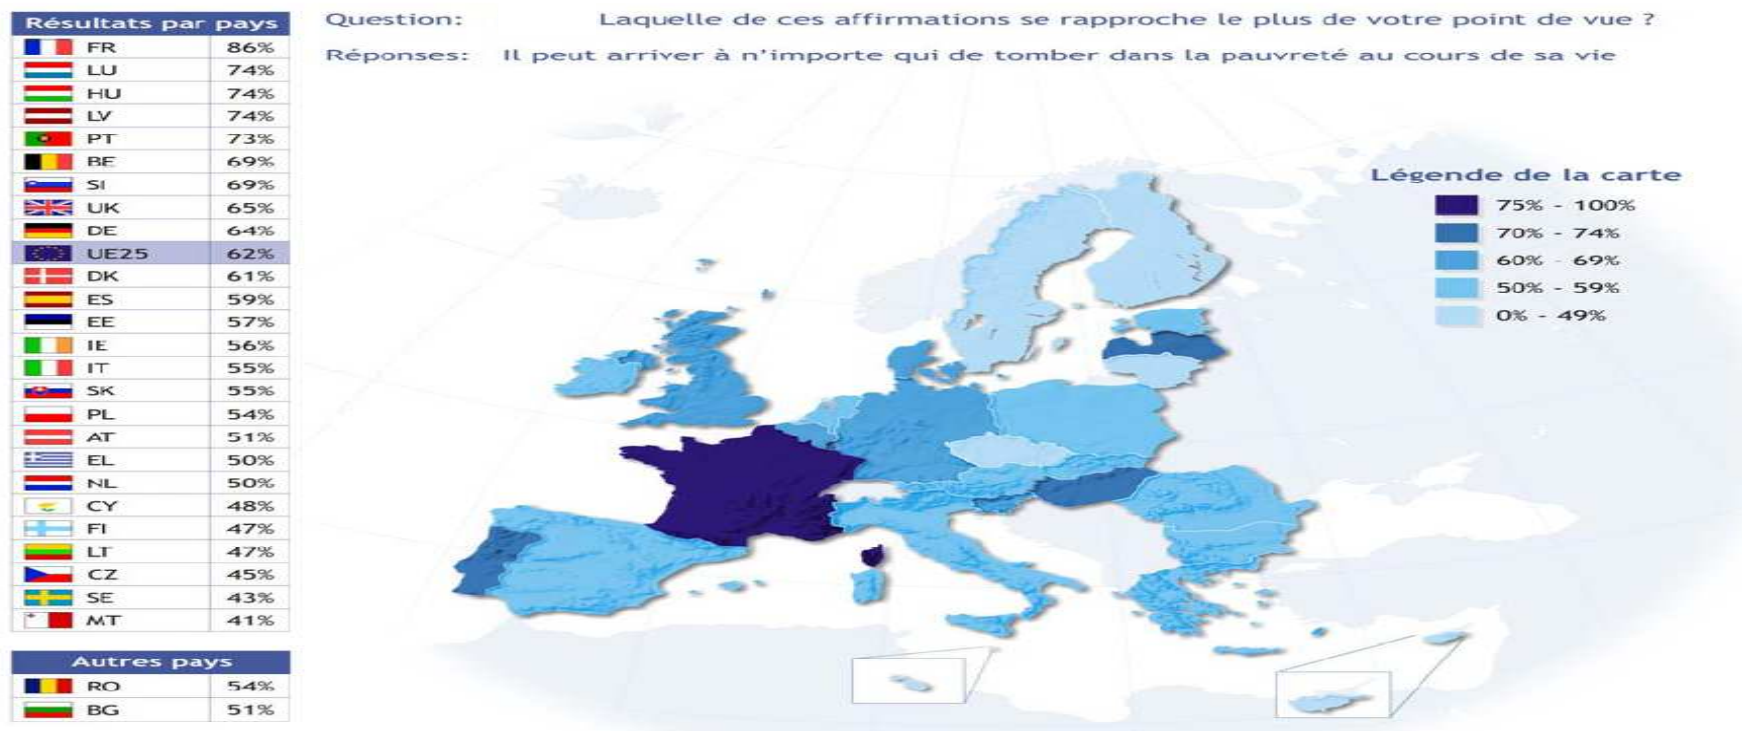 Résultats par pays
FR 86%
LU 74%
HU 74%
LV 74%
PT 73%
BE 69%
SI 69%
UK 65%
DE 64%
UE25 62%
DK 61%
ES 59%
EE 57%
IE 56%
IT 55%
SK 55%
PL 54%
AT 51%
EL 50%
NL 50%
CY 48%
FI 47%
LT 47%
CZ 45%
SE 43%
MT 41%
Autres pays
RO 54%
BG 51%
Question: Laquelle de ces affirmations se rapproche le plus de votre point de vue ?
Réponses: Il peut arriver à n’importe qui de tomber dans la pauvreté au cours de sa vie
Légende de la carte
75% - 100%
70% - 74%
60% - 69%
50% - 59%
0% - 49%